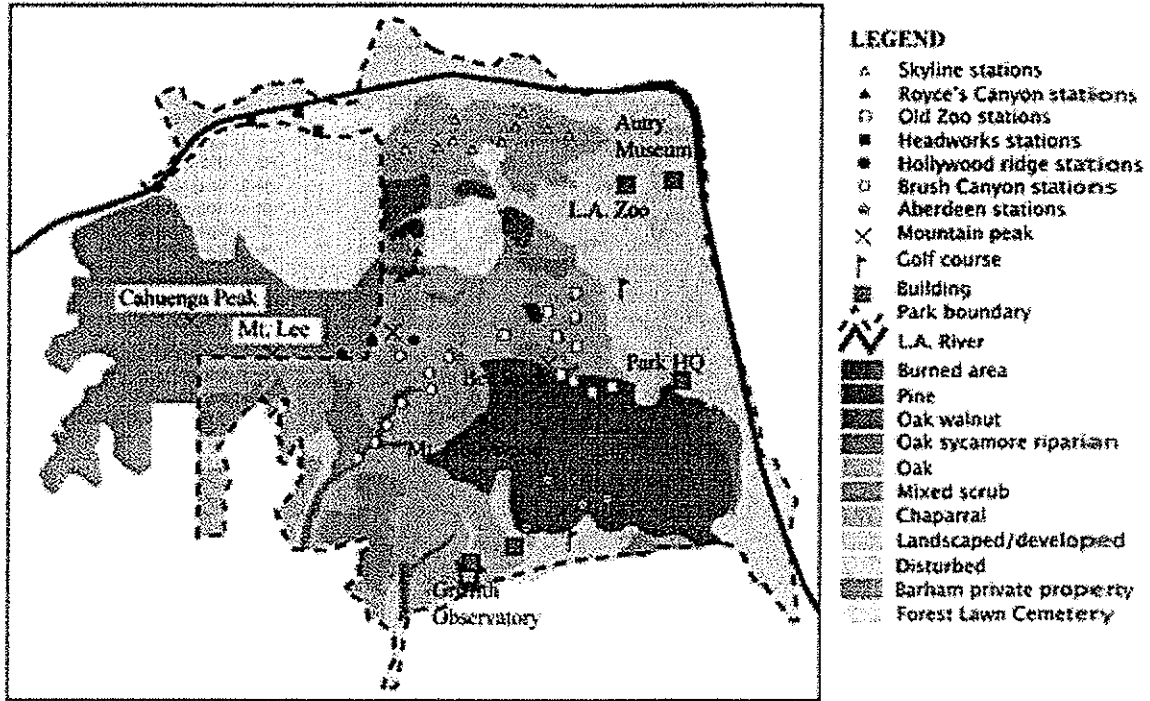 Autry
Museum
L.A. Zoo
Cahuenga Peak
Mt. Lee
Park HQ
Griffith
Observatory
LEGEND
Skyline stations
Royce's Canyon stations
Old Zoo stations
Headworks stations
Hollywood ridge stations
Brush Canyon stations
Aberdeen stations
Mountain peak
Golf course
Building
Park boundary
L.A. River
Burned area
Pine
Oak walnut
Oak sycamore riparian
Oak
Mixed scrub
Chaparral
Landscaped/developed
Disturbed
Barham private property
Forest Lawn Cemetery